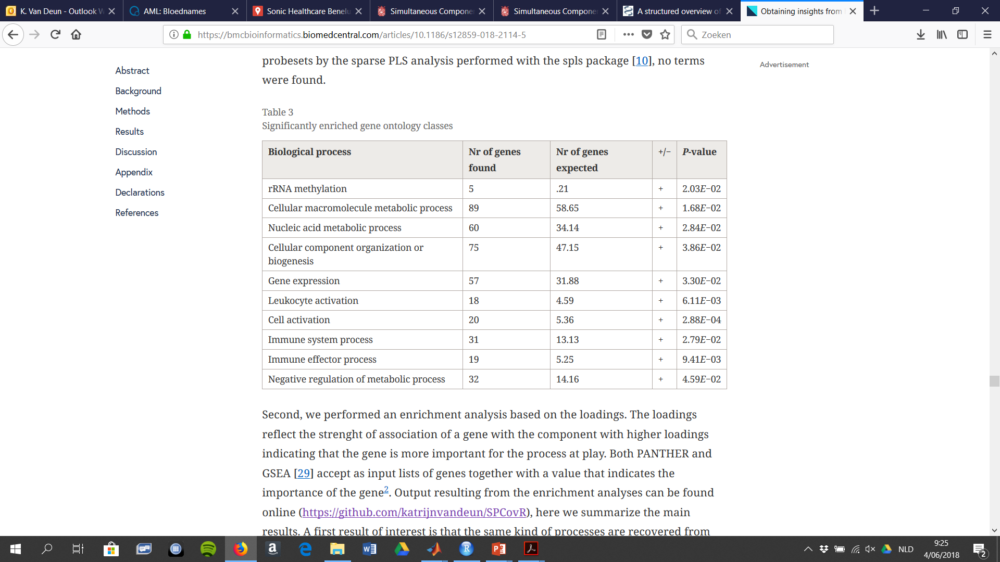 K. Van Deun - Outlook W
AML: Bloednames
Sonic Healthcare Benelu
Simultaneous Componen
Simultaneous Componen
A structured overview of
Obtaining insights from
https://bmcbioinformatics.biomedcentral.com/articles/10.1186/s12859-018-2114-5
Zoeken
Abstract
Background
Methods
Results
Discussion
Appendix
Declarations
References
probesets by the sparse PLS analysis performed with the spls package [10], no terms
were found.
Advertisement
Table 3
Significantly enriched gene ontology classes
Biological process Nr of genes found Nr of genes expected +/− P-value
rRNA methylation 5 .21 + 2.03E−02
Cellular macromolecule metabolic process 89 58.65 + 1.68E−02
Nucleic acid metabolic process 60 34.14 + 2.84E−02
Cellular component organization or biogenesis 75 47.15 + 3.86E−02
Gene expression 57 31.88 + 3.30E−02
Leukocyte activation 18 4.59 + 6.11E−03
Cell activation 20 5.36 + 2.88E−04
Immune system process 31 13.13 + 2.79E−02
Immune effector process 19 5.25 + 9.41E−03
Negative regulation of metabolic process 32 14.16 + 4.59E−02
Second, we performed an enrichment analysis based on the loadings. The loadings
reflect the strenght of association of a gene with the component with higher loadings
indicating that the gene is more important for the process at play. Both PANTHER and
GSEA [29] accept as input lists of genes together with a value that indicates the
importance of the gene2. Output resulting from the enrichment analyses can be found
online (https://github.com/katrijnvandeun/SPCovR), here we summarize the main
results. A first result of interest is that the same kind of processes are recovered from
NLD
9:25
4/06/2018
2